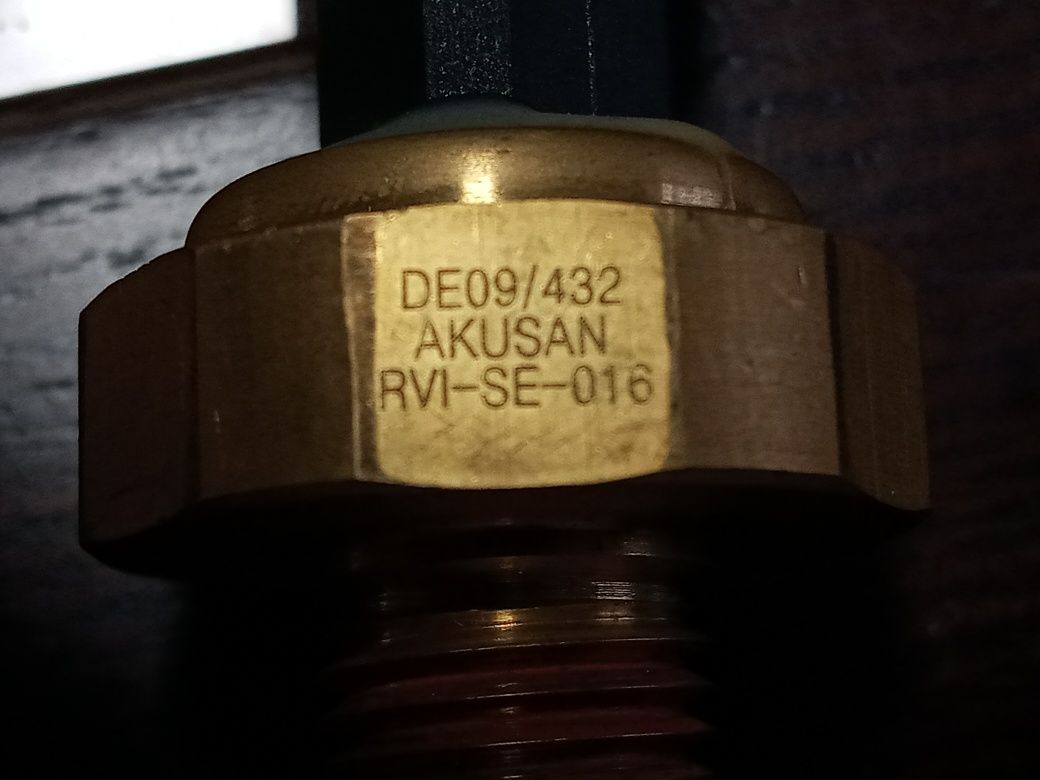 DE09/432
AKUSAN
RVI-SE-016